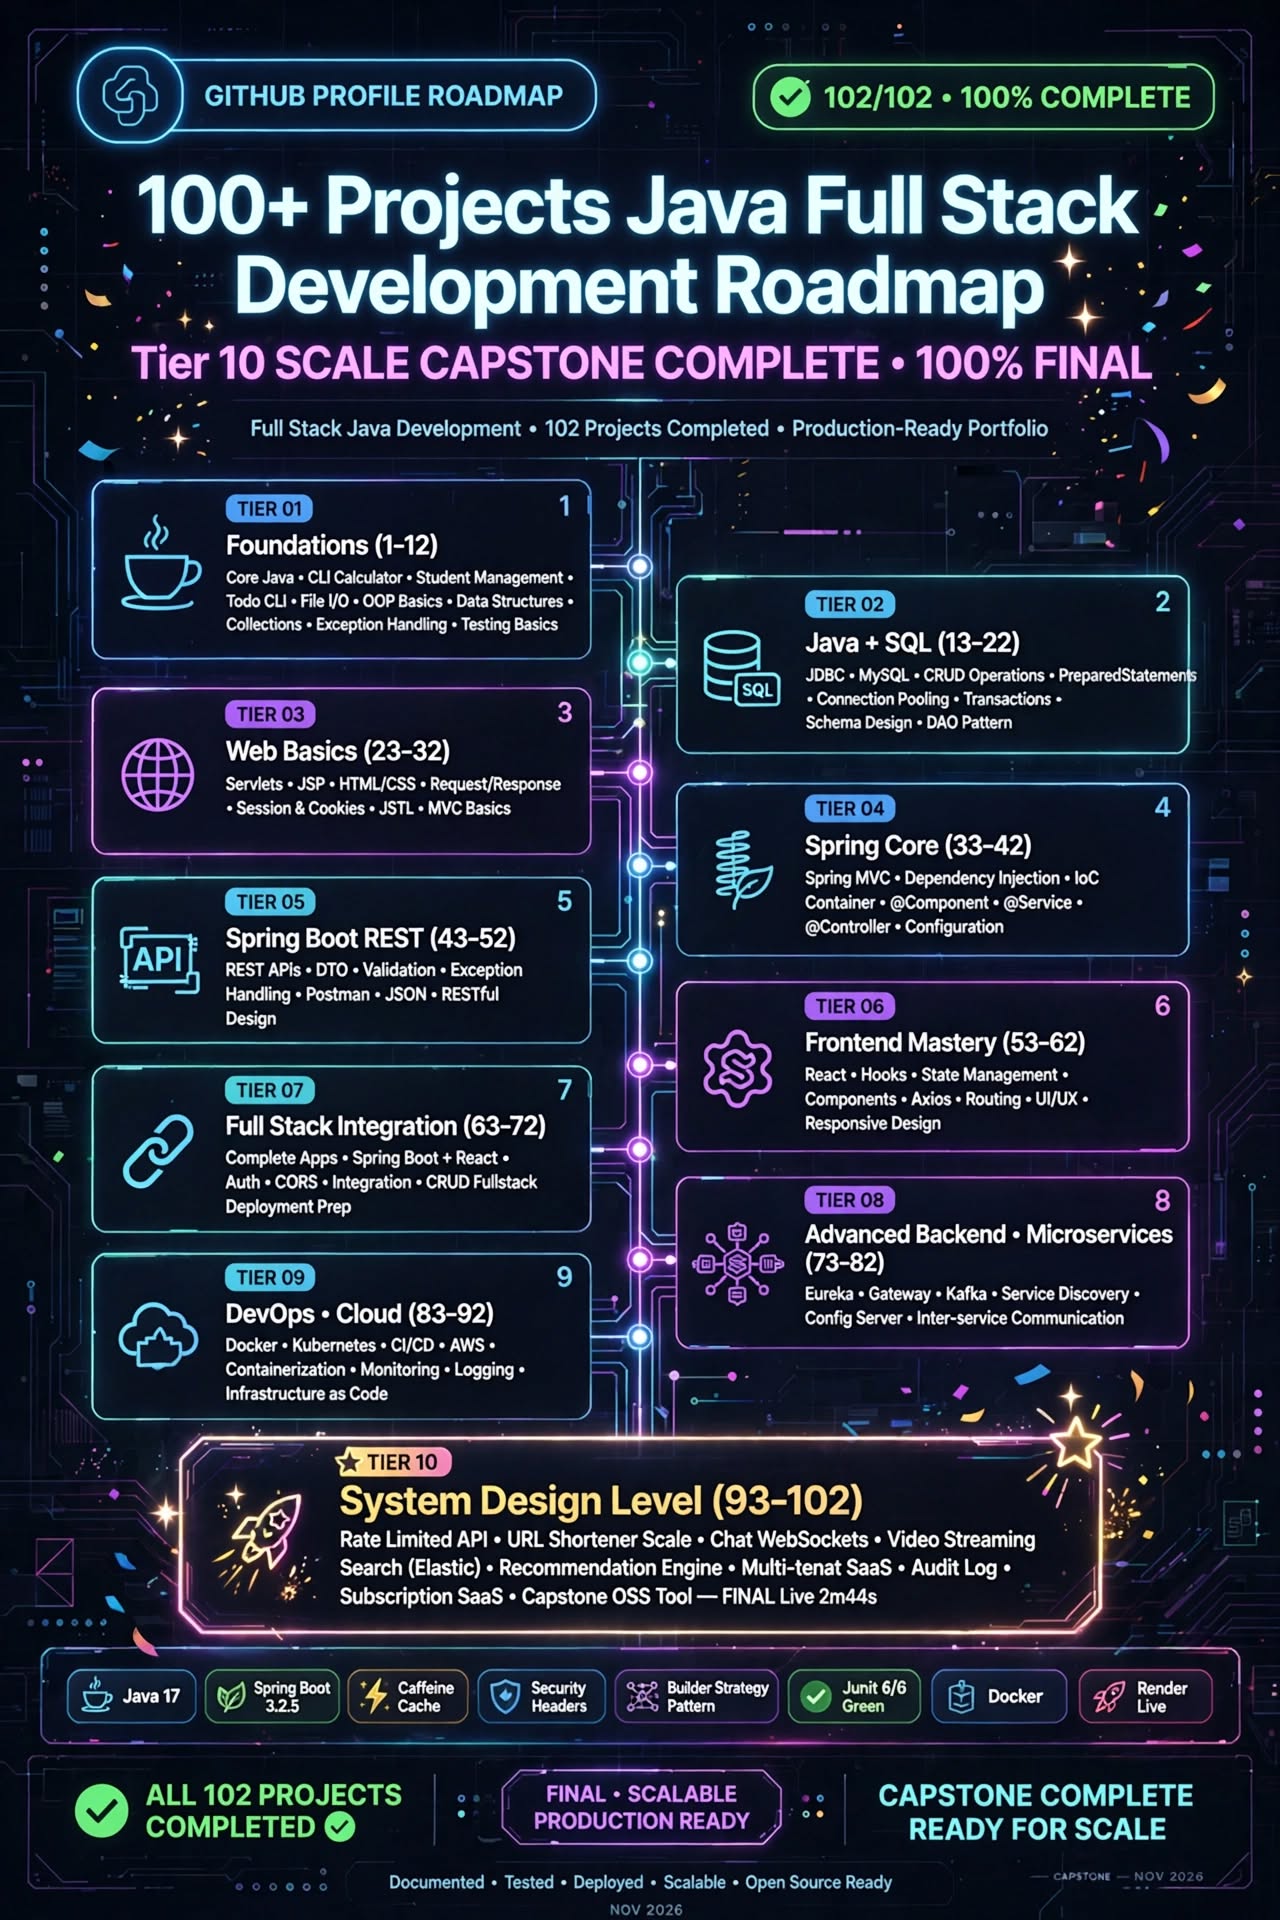 GITHUB PROFILE ROADMAP
102/102 • 100% COMPLETE
100+ Projects Java Full Stack
Development Roadmap
Tier 10 SCALE CAPSTONE COMPLETE • 100% FINAL
Full Stack Java Development • 102 Projects Completed • Production-Ready Portfolio
TIER 01
1
Foundations (1-12)
Core Java • CLI Calculator • Student Management •
Todo CLI • File I/O • OOP Basics • Data Structures •
Collections • Exception Handling • Testing Basics
TIER 02
2
Java + SQL (13-22)
SQL
JDBC • MySQL • CRUD Operations • PreparedStatements
• Connection Pooling • Transactions •
Schema Design • DAO Pattern
TIER 03
3
Web Basics (23-32)
Servlets • JSP • HTML/CSS • Request/Response
• Session & Cookies • JSTL • MVC Basics
TIER 04
4
Spring Core (33-42)
Spring MVC • Dependency Injection • IoC
Container • @Component • @Service •
@Controller • Configuration
TIER 05
5
API
Spring Boot REST (43-52)
REST APIs • DTO • Validation • Exception
Handling • Postman • JSON • RESTful
Design
TIER 06
6
Frontend Mastery (53-62)
React • Hooks • State Management •
Components • Axios • Routing • UI/UX •
Responsive Design
TIER 07
7
Full Stack Integration (63-72)
Complete Apps • Spring Boot + React •
Auth • CORS • Integration • CRUD Fullstack
Deployment Prep
TIER 08
8
Advanced Backend • Microservices
(73-82)
Eureka • Gateway • Kafka • Service Discovery •
Config Server • Inter-service Communication
TIER 09
9
DevOps • Cloud (83-92)
Docker • Kubernetes • CI/CD • AWS •
Containerization • Monitoring • Logging •
Infrastructure as Code
TIER 10
System Design Level (93-102)
Rate Limited API • URL Shortener Scale • Chat WebSockets • Video Streaming
Search (Elastic) • Recommendation Engine • Multi-tenat SaaS • Audit Log •
Subscription SaaS • Capstone OSS Tool — FINAL Live 2m44s
Java 17
Spring Boot
3.2.5
Caffeine
Cache
Security
Headers
Builder Strategy
Pattern
Junit 6/6
Green
Docker
Render
Live
ALL 102 PROJECTS
COMPLETED
FINAL • SCALABLE
PRODUCTION READY
CAPSTONE COMPLETE
READY FOR SCALE
Documented • Tested • Deployed • Scalable • Open Source Ready
CAPSTONE — NOV 2026
NOV 2026